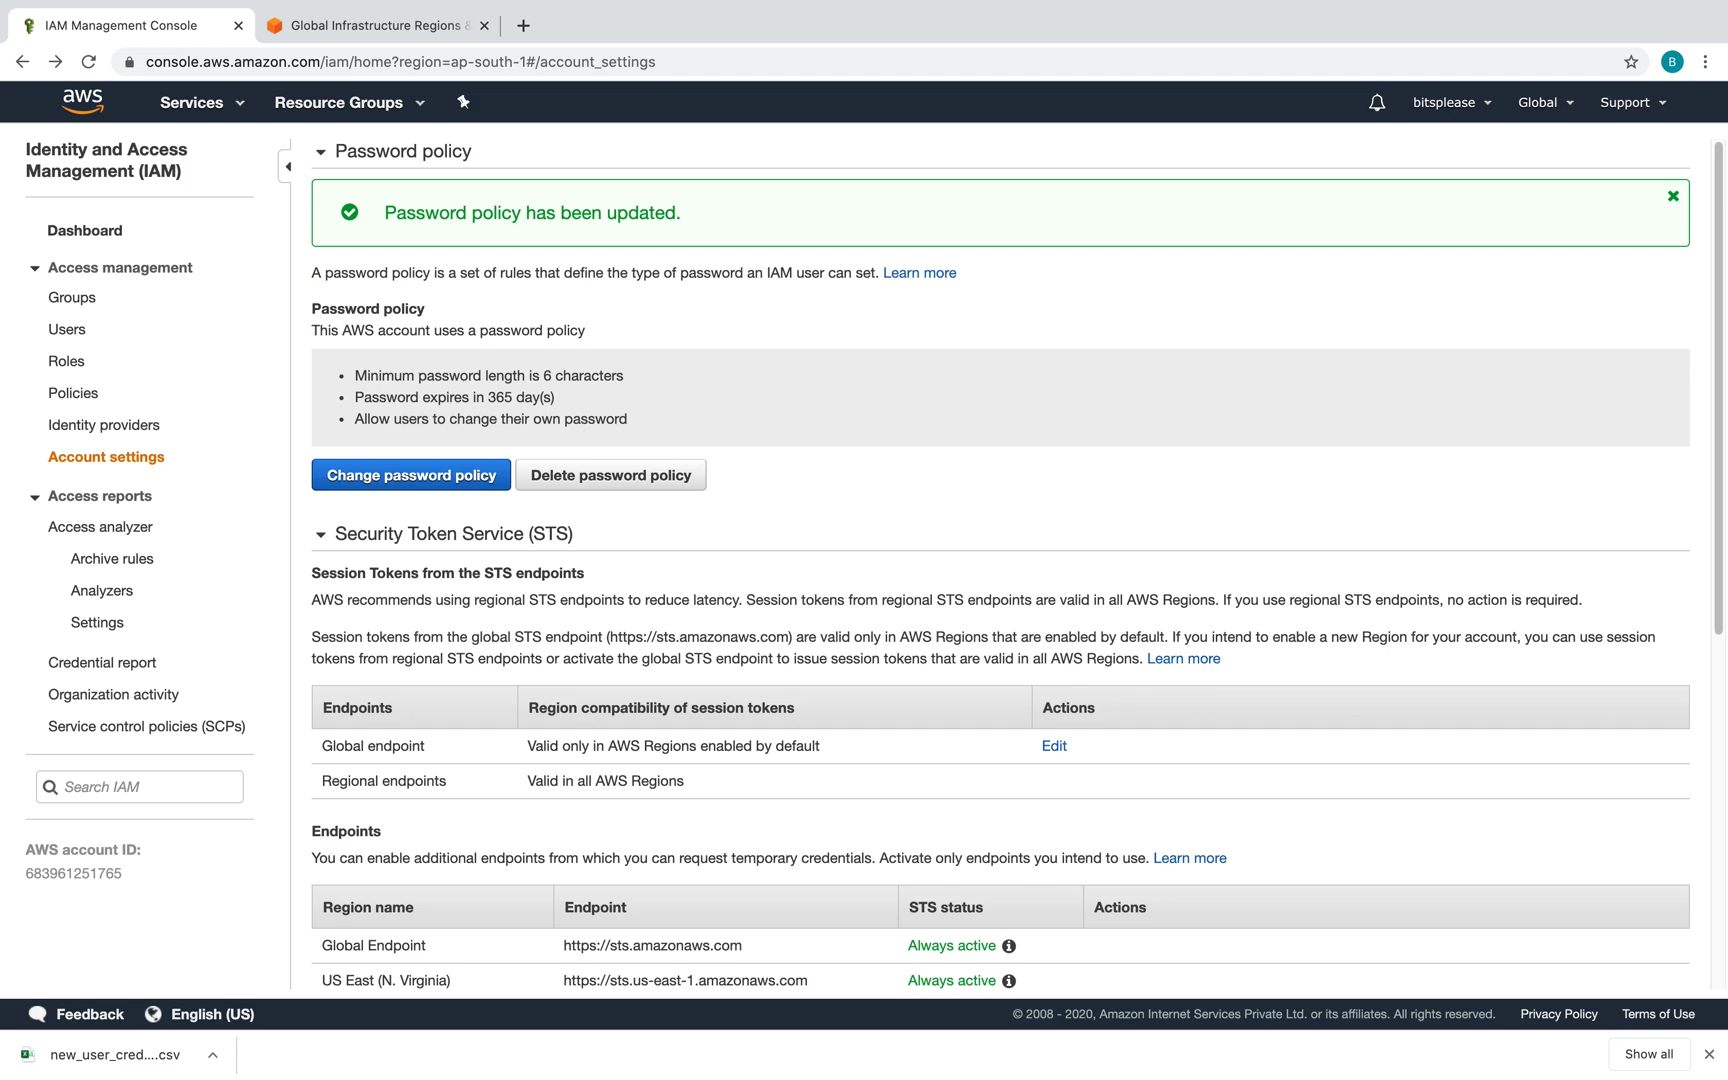 IAM Management Console
Global Infrastructure Regions &
console.aws.amazon.com/iam/home?region=ap-south-1#/account_settings
B
aws
Services
Resource Groups
bitsplease
Global
Support
Identity and Access
Management (IAM)
Dashboard
Access management
Groups
Users
Roles
Policies
Identity providers
Account settings
Access reports
Access analyzer
Archive rules
Analyzers
Settings
Credential report
Organization activity
Service control policies (SCPs)
Search IAM
AWS account ID:
683961251765
Password policy
Password policy has been updated.
A password policy is a set of rules that define the type of password an IAM user can set. Learn more
Password policy
This AWS account uses a password policy
• Minimum password length is 6 characters
• Password expires in 365 day(s)
• Allow users to change their own password
Change password policy
Delete password policy
Security Token Service (STS)
Session Tokens from the STS endpoints
AWS recommends using regional STS endpoints to reduce latency. Session tokens from regional STS endpoints are valid in all AWS Regions. If you use regional STS endpoints, no action is required.
Session tokens from the global STS endpoint (https://sts.amazonaws.com) are valid only in AWS Regions that are enabled by default. If you intend to enable a new Region for your account, you can use session
tokens from regional STS endpoints or activate the global STS endpoint to issue session tokens that are valid in all AWS Regions. Learn more
Endpoints Region compatibility of session tokens Actions
Global endpoint Valid only in AWS Regions enabled by default Edit
Regional endpoints Valid in all AWS Regions
Endpoints
You can enable additional endpoints from which you can request temporary credentials. Activate only endpoints you intend to use. Learn more
Region name Endpoint STS status Actions
Global Endpoint https://sts.amazonaws.com Always active
US East (N. Virginia) https://sts.us-east-1.amazonaws.com Always active
Feedback
English (US)
© 2008 - 2020, Amazon Internet Services Private Ltd. or its affiliates. All rights reserved.
Privacy Policy
Terms of Use
new_user_cred....csv
Show all